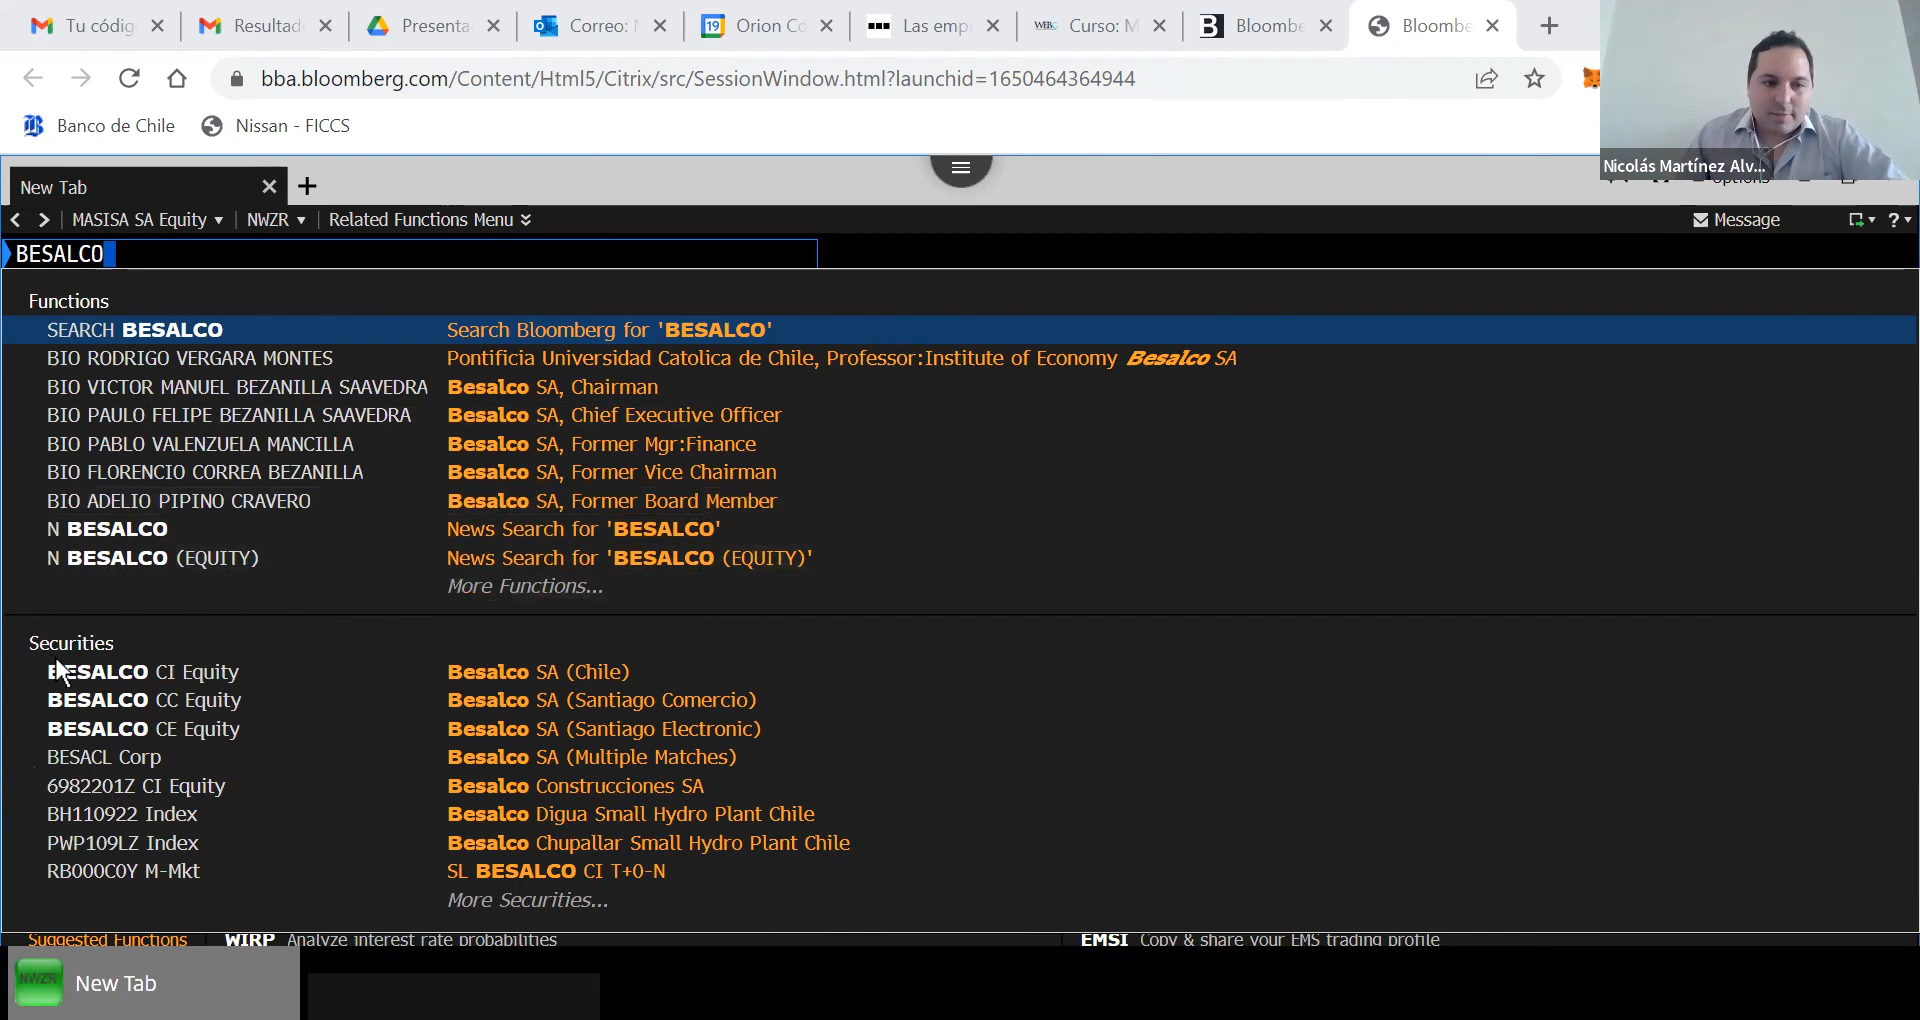 Tu códig
Resultad
Presenta
Correo: N
19
Orion Co
Las emp
WEBC
Curso: M
Bloombe
Bloombe
bba.bloomberg.com/Content/Html5/Citrix/src/SessionWindow.html?launchid=1650464364944
Banco de Chile
Nissan - FICCS
Nicolás Martínez Alv...
New Tab
Options
MASISA SA Equity
NWZR
Related Functions Menu
Message
?
BESALCO
Functions
SEARCH BESALCO Search Bloomberg for 'BESALCO'
BIO RODRIGO VERGARA MONTES Pontificia Universidad Catolica de Chile, Professor:Institute of Economy Besalco SA
BIO VICTOR MANUEL BEZANILLA SAAVEDRA Besalco SA, Chairman
BIO PAULO FELIPE BEZANILLA SAAVEDRA Besalco SA, Chief Executive Officer
BIO PABLO VALENZUELA MANCILLA Besalco SA, Former Mgr:Finance
BIO FLORENCIO CORREA BEZANILLA Besalco SA, Former Vice Chairman
BIO ADELIO PIPINO CRAVERO Besalco SA, Former Board Member
N BESALCO News Search for 'BESALCO'
N BESALCO (EQUITY) News Search for 'BESALCO (EQUITY)'
More Functions...
Securities
BESALCO CI Equity Besalco SA (Chile)
BESALCO CC Equity Besalco SA (Santiago Comercio)
BESALCO CE Equity Besalco SA (Santiago Electronic)
BESACL Corp Besalco SA (Multiple Matches)
6982201Z CI Equity Besalco Construcciones SA
BH110922 Index Besalco Digua Small Hydro Plant Chile
PWP109LZ Index Besalco Chupallar Small Hydro Plant Chile
RB000C0Y M-Mkt SL BESALCO CI T+0-N
More Securities...
Suggested Functions WIRP Analyze interest rate probabilities EMSI Copy & share your EMS trading profile
NWZR
New Tab